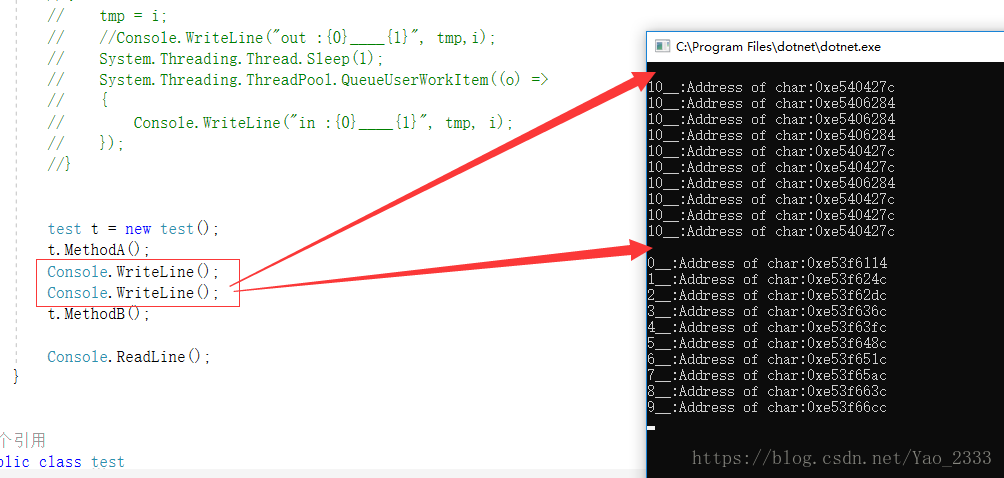 //    tmp = i;
//    //Console.WriteLine("out :{0}____{1}", tmp,i);
//    System.Threading.Thread.Sleep(1);
//    System.Threading.ThreadPool.QueueUserWorkItem((o) =>
//    {
//        Console.WriteLine("in :{0}____{1}", tmp, i);
//    });
//}
test t = new test();
t.MethodA();
Console.WriteLine();
Console.WriteLine();
t.MethodB();
Console.ReadLine();
}
个引用
blic class test
C:\Program Files\dotnet\dotnet.exe
10__:Address of char:0xe540427c
10__:Address of char:0xe5406284
10__:Address of char:0xe5406284
10__:Address of char:0xe5406284
10__:Address of char:0xe540427c
10__:Address of char:0xe540427c
10__:Address of char:0xe5406284
10__:Address of char:0xe540427c
10__:Address of char:0xe540427c
10__:Address of char:0xe540427c
0__:Address of char:0xe53f6114
1__:Address of char:0xe53f624c
2__:Address of char:0xe53f62dc
3__:Address of char:0xe53f636c
4__:Address of char:0xe53f63fc
5__:Address of char:0xe53f648c
6__:Address of char:0xe53f651c
7__:Address of char:0xe53f65ac
8__:Address of char:0xe53f663c
9__:Address of char:0xe53f66cc
https://blog.csdn.net/Yao_2333